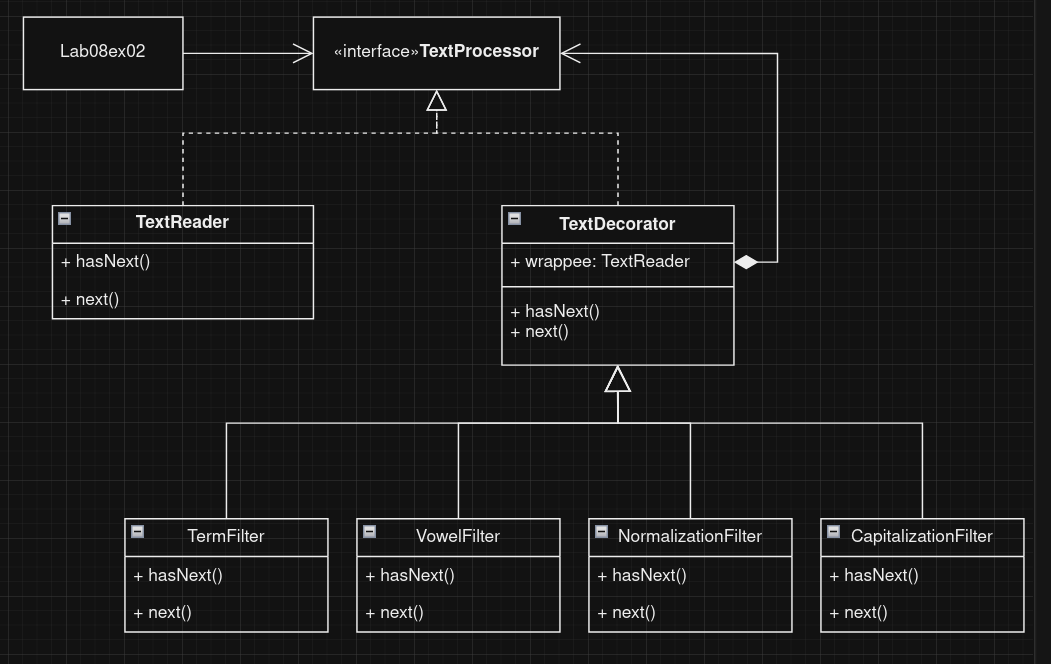 Lab08ex02
«interface»TextProcessor
TextReader
+ hasNext()
+ next()
TextDecorator
+ wrappee: TextReader
+ hasNext()
+ next()
TermFilter
+ hasNext()
+ next()
VowelFilter
+ hasNext()
+ next()
NormalizationFilter
+ hasNext()
+ next()
CapitalizationFilter
+ hasNext()
+ next()